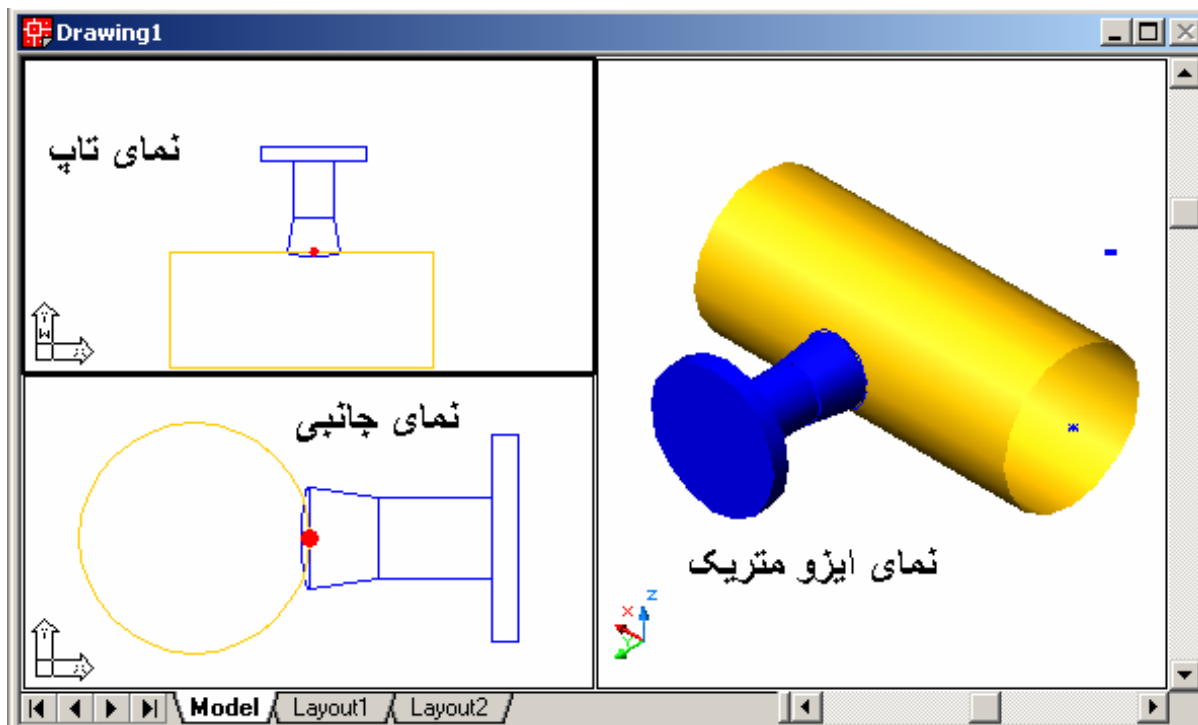 Drawing1
نمای تاپ
نمای جانبی
نمای ایزو متریک
X
Y
Z
Model
Layout1
Layout2